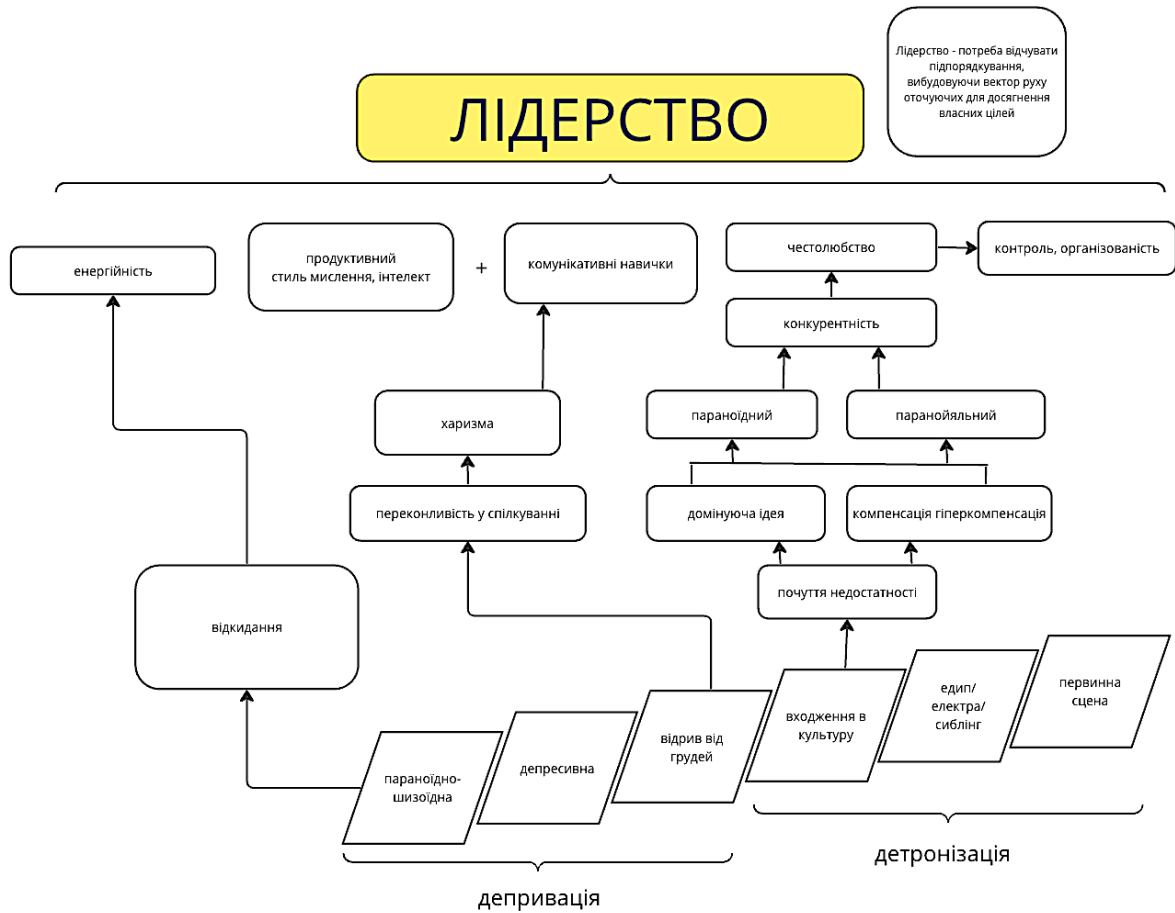 Лідерство - потреба відчувати
підпорядкування,
вибудовуючи вектор руху
оточуючих для досягнення
власних цілей
ЛІДЕРСТВО
енергійність
продуктивний
стиль мислення, інтелект
+
комунікативні навички
честолюбство
контроль, організованість
конкурентність
харизма
параноїдний
паранойяльний
переконливість у спілкуванні
домінуюча ідея
компенсація гіперкомпенсація
відкидання
почуття недостатності
параноїдно-
шизоїдна
депресивна
відрив від
грудей
входження в
культуру
едип/
електра/
сиблінг
первинна
сцена
депривація
детронізація